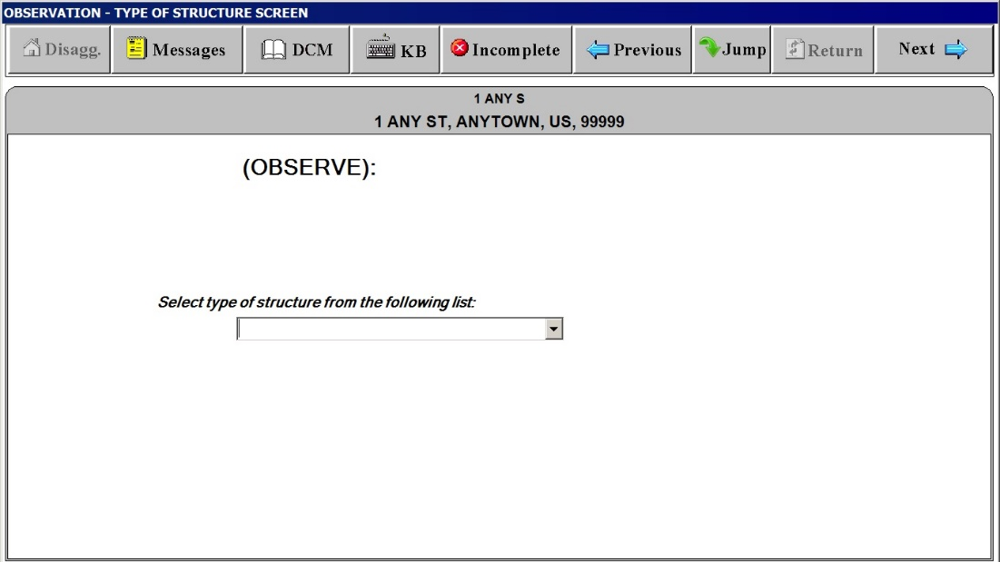 OBSERVATION - TYPE OF STRUCTURE SCREEN
Disagg. Messages DCM KB Incomplete Previous Jump Return Next
1 ANY S
1 ANY ST, ANYTOWN, US, 99999
(OBSERVE):
Select type of structure from the following list: